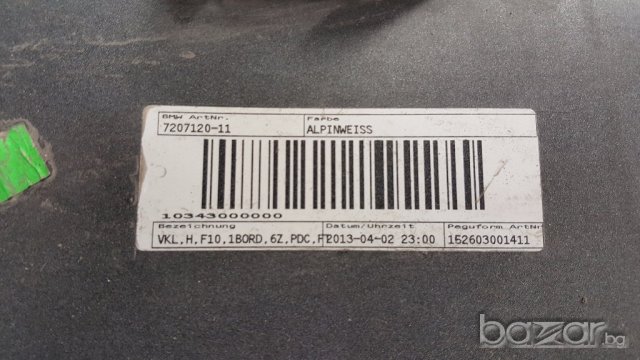 BMW ArtNr.
Farbe
7207120-11
ALPINWEISS
10343000000
Bezeichnung
Datum/Uhrzeit
Peguform ArtNr
VKL,H,F10,1BORD,6Z,PDC,F
2013-04-02 23:00
152603001411
bazar.bg